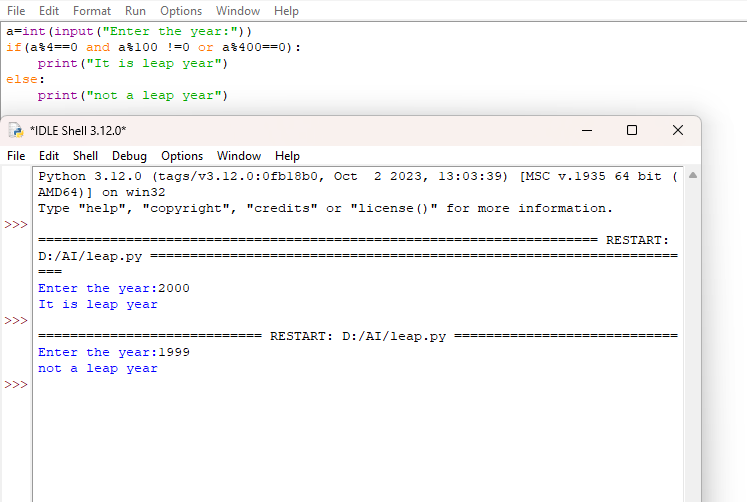 File Edit Format Run Options Window Help
a=int(input("Enter the year:"))
if(a%4==0 and a%100 !=0 or a%400==0):
    print("It is leap year")
else:
    print("not a leap year")
*IDLE Shell 3.12.0*
File Edit Shell Debug Options Window Help
Python 3.12.0 (tags/v3.12.0:0fb18b0, Oct  2 2023, 13:03:39) [MSC v.1935 64 bit (
AMD64)] on win32
Type "help", "copyright", "credits" or "license()" for more information.
>>>
====================================================================== RESTART:
D:/AI/leap.py ==================================================================
===
Enter the year:2000
It is leap year
>>>
============================ RESTART: D:/AI/leap.py ============================
Enter the year:1999
not a leap year
>>>